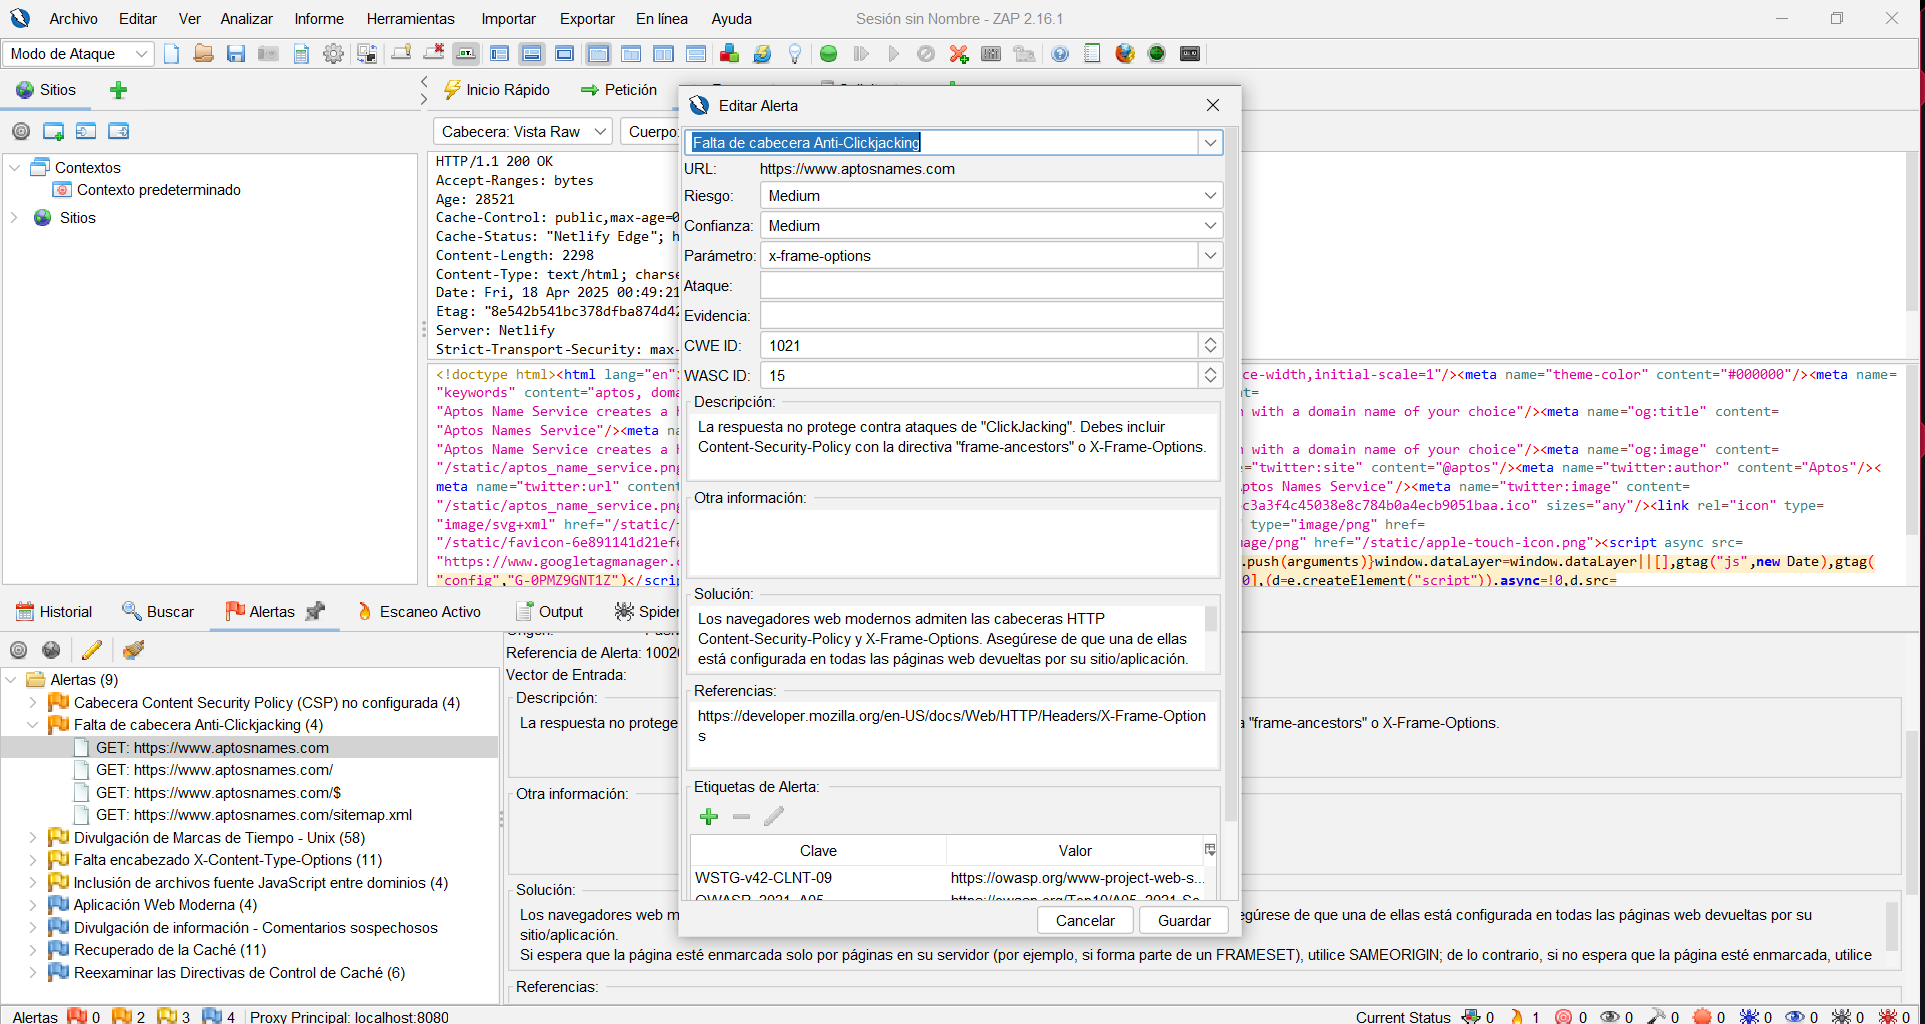 Archivo Editar Ver Analizar Informe Herramientas Importar Exportar En línea Ayuda Sesión sin Nombre - ZAP 2.16.1
Modo de Ataque
Sitios
Inicio Rápido Petición
Cabecera: Vista Raw Cuerpo:
Contextos
Contexto predeterminado
Sitios
HTTP/1.1 200 OK
Accept-Ranges: bytes
Age: 28521
Cache-Control: public,max-age=0
Cache-Status: "Netlify Edge"; h
Content-Length: 2298
Content-Type: text/html; charse
Date: Fri, 18 Apr 2025 00:49:21
Etag: "8e542b541bc378dfba874d42
Server: Netlify
Strict-Transport-Security: max-
<!doctype html><html lang="en">
"keywords" content="aptos, doma
"Aptos Name Service creates a h
"Aptos Names Service"/><meta na
"Aptos Name Service creates a h
"/static/aptos_name_service.png
meta name="twitter:url" content
"/static/aptos_name_service.png
"image/svg+xml" href="/static/
"/static/favicon-6e891141d21efe
"https://www.googletagmanager.c
"config","G-0PMZ9GNT1Z")</scrip
ce-width,initial-scale=1"/><meta name="theme-color" content="#000000"/><meta name=
t=
n with a domain name of your choice"/><meta name="og:title" content=
n with a domain name of your choice"/><meta name="og:image" content=
e="twitter:site" content="@aptos"/><meta name="twitter:author" content="Aptos"/><
ptos Names Service"/><meta name="twitter:image" content=
c3a3f4c45038e8c784b0a4ecb9051baa.ico" sizes="any"/><link rel="icon" type=
type="image/png" href=
age/png" href="/static/apple-touch-icon.png"><script async src=
.push(arguments)}window.dataLayer=window.dataLayer||[],gtag("js",new Date),gtag(
0],(d=e.createElement("script")).async=!0,d.src=
Editar Alerta
Falta de cabecera Anti-Clickjacking
URL: https://www.aptosnames.com
Riesgo: Medium
Confianza: Medium
Parámetro: x-frame-options
Ataque:
Evidencia:
CWE ID: 1021
WASC ID: 15
Descripción:
La respuesta no protege contra ataques de "ClickJacking". Debes incluir
Content-Security-Policy con la directiva "frame-ancestors" o X-Frame-Options.
Otra información:
Solución:
Los navegadores web modernos admiten las cabeceras HTTP
Content-Security-Policy y X-Frame-Options. Asegúrese de que una de ellas
está configurada en todas las páginas web devueltas por su sitio/aplicación.
Referencias:
https://developer.mozilla.org/en-US/docs/Web/HTTP/Headers/X-Frame-Option
s
Etiquetas de Alerta:
Clave Valor
WSTG-v42-CLNT-09 https://owasp.org/www-project-web-s...
OWASP_2021_A05 https://owasp.org/Top10/A05_2021-Se...
Cancelar Guardar
Historial Buscar Alertas Escaneo Activo Output Spider
Alertas (9)
Cabecera Content Security Policy (CSP) no configurada (4)
Falta de cabecera Anti-Clickjacking (4)
GET: https://www.aptosnames.com
GET: https://www.aptosnames.com/
GET: https://www.aptosnames.com/$
GET: https://www.aptosnames.com/sitemap.xml
Divulgación de Marcas de Tiempo - Unix (58)
Falta encabezado X-Content-Type-Options (11)
Inclusión de archivos fuente JavaScript entre dominios (4)
Aplicación Web Moderna (4)
Divulgación de información - Comentarios sospechosos
Recuperado de la Caché (11)
Reexaminar las Directivas de Control de Caché (6)
Referencia de Alerta: 1002
Vector de Entrada:
Descripción:
La respuesta no protege a "frame-ancestors" o X-Frame-Options.
Otra información:
Solución:
Los navegadores web m egúrese de que una de ellas está configurada en todas las páginas web devueltas por su
sitio/aplicación.
Si espera que la página esté enmarcada solo por páginas en su servidor (por ejemplo, si forma parte de un FRAMESET), utilice SAMEORIGIN; de lo contrario, si no espera que la página esté enmarcada, utilice
Referencias:
Alertas 0 2 3 4 Proxy Principal: localhost:8080 Current Status 0 1 0 0 0 0 0 0 0 0